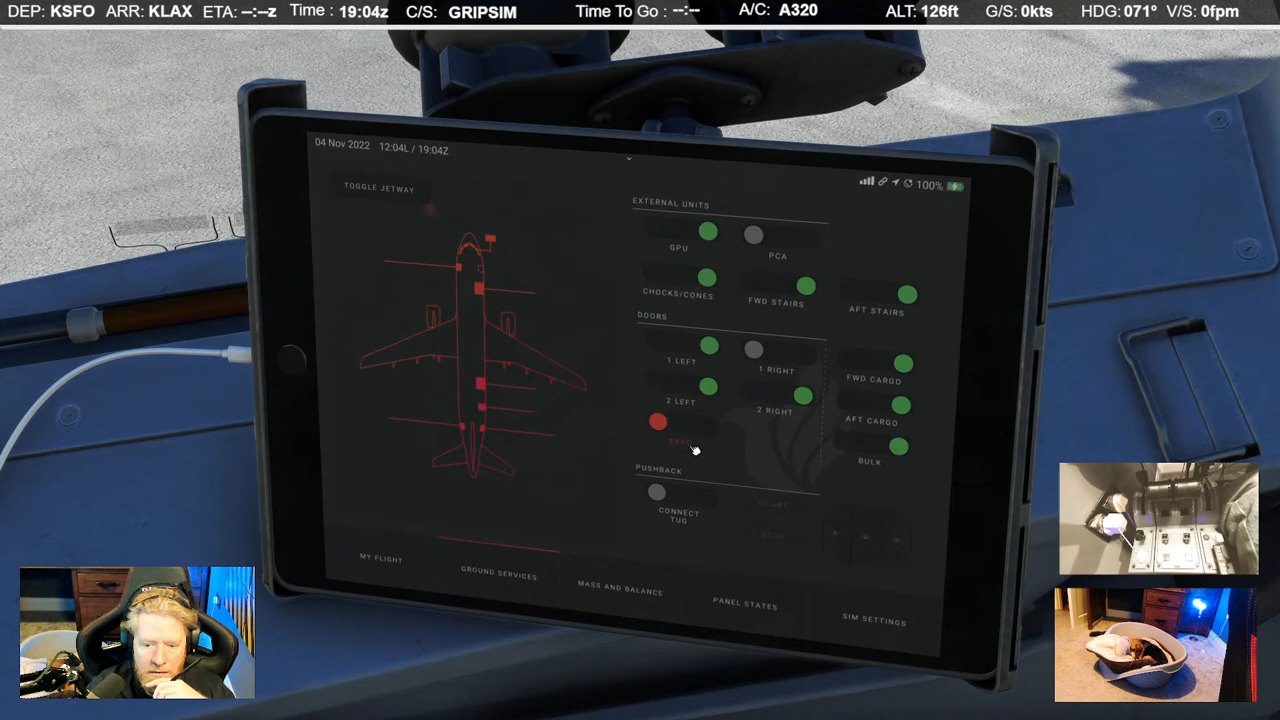 DEP: KSFO ARR: KLAX ETA: --:--z Time : 19:04z C/S: GRIPSIM Time To Go : --:-- A/C: A320 ALT: 126ft G/S: 0kts HDG: 071° V/S: 0fpm
04 Nov 2022 12:04L / 19:04Z
100%
TOGGLE JETWAY
EXTERNAL UNITS
GPU PCA
CHOCKS/CONES FWD STAIRS AFT STAIRS
DOORS
1 LEFT 1 RIGHT FWD CARGO
2 LEFT 2 RIGHT AFT CARGO
EVAC BULK
PUSHBACK
START
CONNECT
TUG
STOP
MY FLIGHT GROUND SERVICES MASS AND BALANCE PANEL STATES SIM SETTINGS